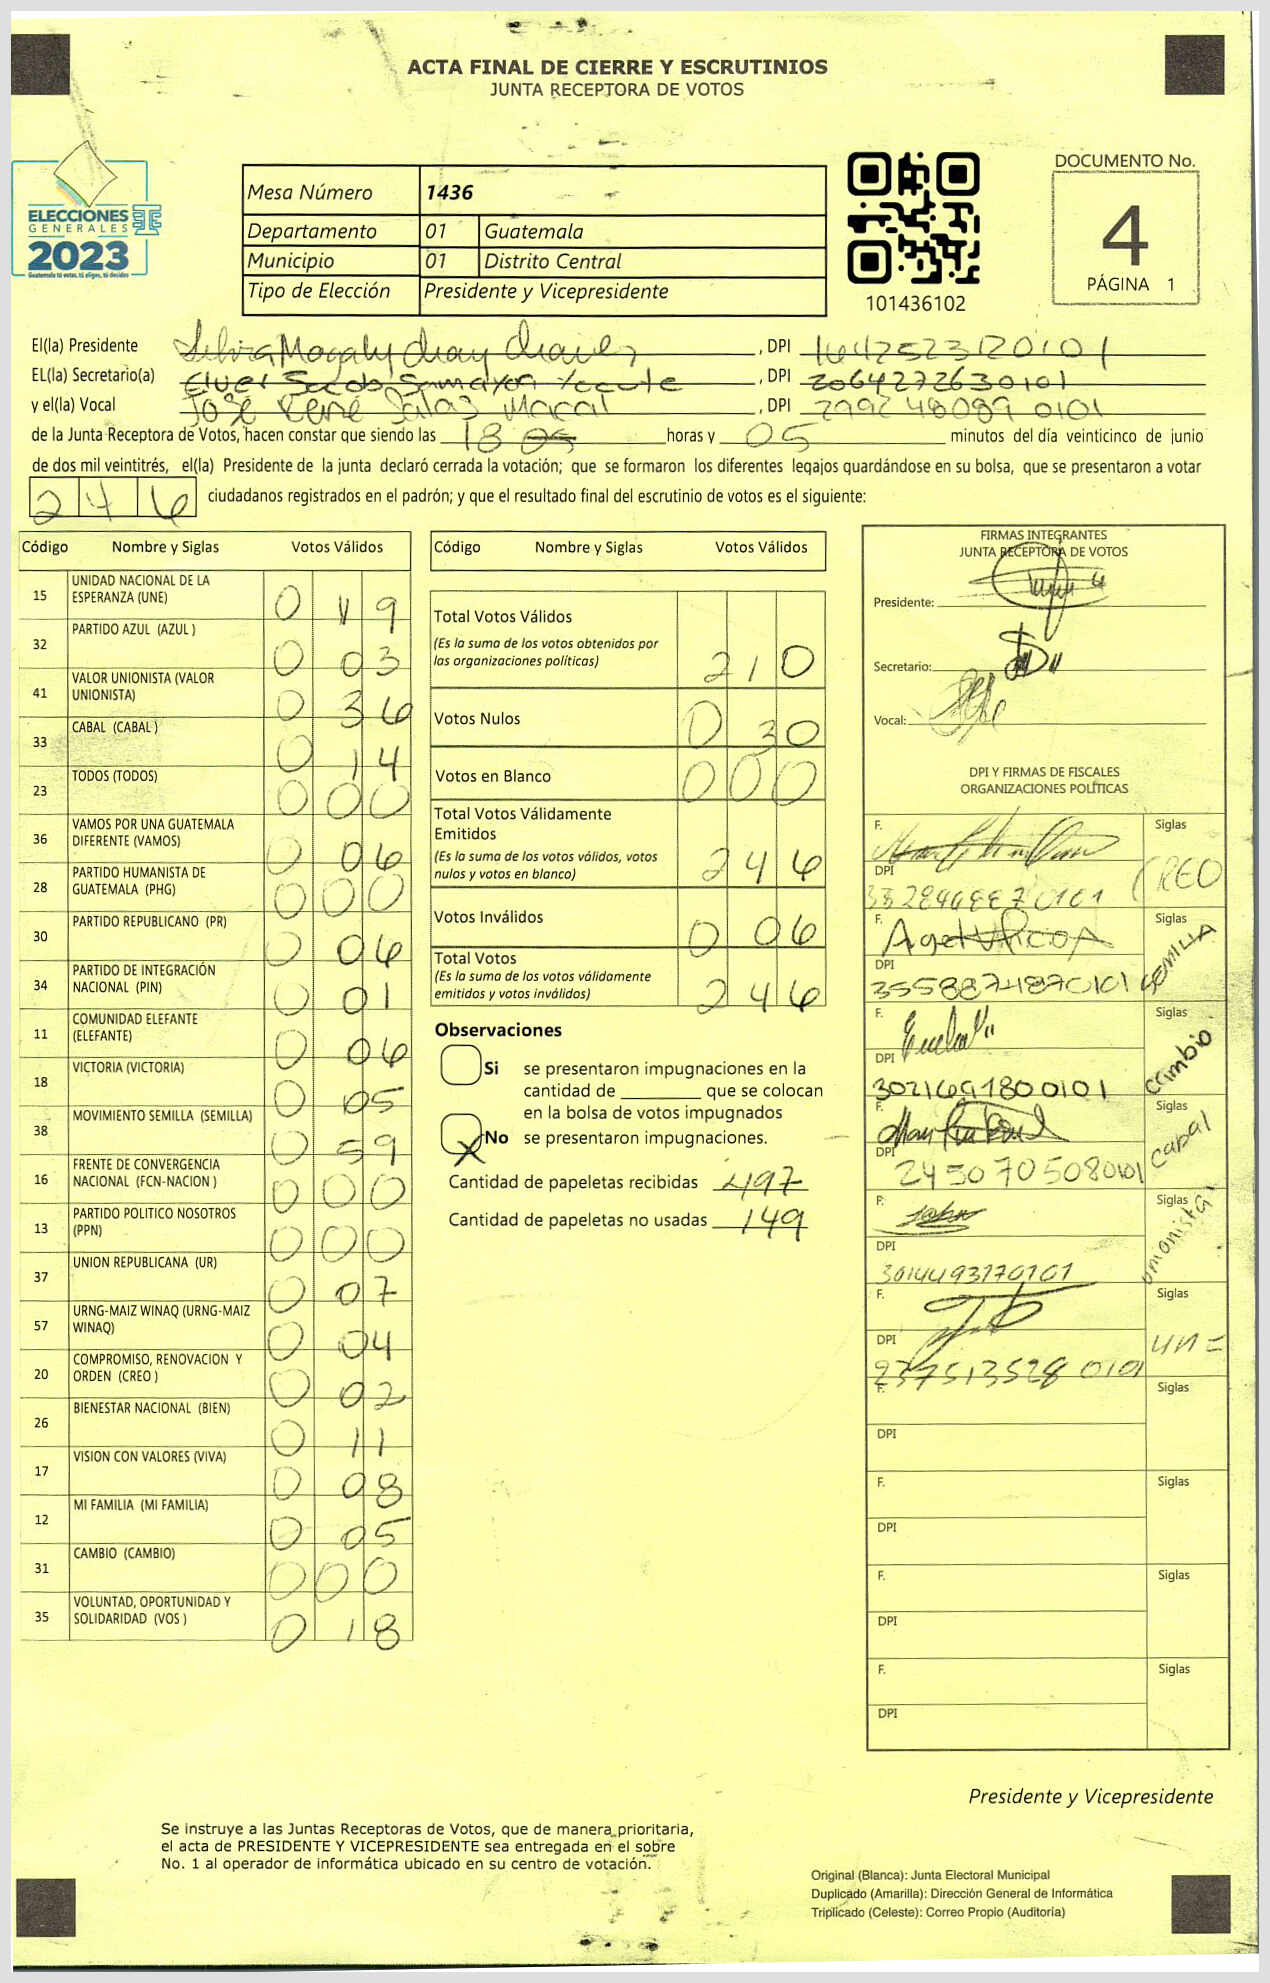 ACTA FINAL DE CIERRE Y ESCRUTINIOS
JUNTA RECEPTORA DE VOTOS
ELECCIONES
GENERALES
2023
Guatemala tú votas, tú eliges, tú decides
Mesa Número 1436
Departamento 01 Guatemala
Municipio 01 Distrito Central
Tipo de Elección Presidente y Vicepresidente
101436102
DOCUMENTO No.
4
PÁGINA 1
El(la) Presidente Silvia Magaly Chay Chavez, DPI 1642523120101
EL(la) Secretario(a) Samayoa, DPI 2064272630101
y el(la) Vocal José René Salas Macal, DPI 2992480890101
de la Junta Receptora de Votos, hacen constar que siendo las 18 horas y 05 minutos del día veinticinco de junio
de dos mil veintitrés, el(la) Presidente de la junta declaró cerrada la votación; que se formaron los diferentes legajos guardándose en su bolsa, que se presentaron a votar
246 ciudadanos registrados en el padrón; y que el resultado final del escrutinio de votos es el siguiente:
Código Nombre y Siglas Votos Válidos
15 UNIDAD NACIONAL DE LA ESPERANZA (UNE) 0 1 9
32 PARTIDO AZUL (AZUL ) 0 0 3
41 VALOR UNIONISTA (VALOR UNIONISTA) 0 3 6
33 CABAL (CABAL ) 0 1 4
23 TODOS (TODOS) 0 0 0
36 VAMOS POR UNA GUATEMALA DIFERENTE (VAMOS) 0 0 6
28 PARTIDO HUMANISTA DE GUATEMALA (PHG) 0 0 0
30 PARTIDO REPUBLICANO (PR) 0 0 6
34 PARTIDO DE INTEGRACIÓN NACIONAL (PIN) 0 0 1
11 COMUNIDAD ELEFANTE (ELEFANTE) 0 0 6
18 VICTORIA (VICTORIA) 0 0 5
38 MOVIMIENTO SEMILLA (SEMILLA) 0 5 9
16 FRENTE DE CONVERGENCIA NACIONAL (FCN-NACION ) 0 0 0
13 PARTIDO POLITICO NOSOTROS (PPN) 0 0 0
37 UNION REPUBLICANA (UR) 0 0 7
57 URNG-MAIZ WINAQ (URNG-MAIZ WINAQ) 0 0 4
20 COMPROMISO, RENOVACION Y ORDEN (CREO ) 0 0 2
26 BIENESTAR NACIONAL (BIEN) 0 1 1
17 VISION CON VALORES (VIVA) 0 0 8
12 MI FAMILIA (MI FAMILIA) 0 0 5
31 CAMBIO (CAMBIO) 0 0 0
35 VOLUNTAD, OPORTUNIDAD Y SOLIDARIDAD (VOS ) 0 1 8
Código Nombre y Siglas Votos Válidos
Total Votos Válidos
(Es la suma de los votos obtenidos por las organizaciones políticas) 2 1 0
Votos Nulos 0 3 0
Votos en Blanco 0 0 0
Total Votos Válidamente Emitidos
(Es la suma de los votos válidos, votos nulos y votos en blanco) 2 4 6
Votos Inválidos 0 0 6
Total Votos
(Es la suma de los votos válidamente emitidos y votos inválidos) 2 4 6
Observaciones
Si se presentaron impugnaciones en la
cantidad de ________ que se colocan
en la bolsa de votos impugnados
X No se presentaron impugnaciones.
Cantidad de papeletas recibidas 497
Cantidad de papeletas no usadas 149
FIRMAS INTEGRANTES
JUNTA RECEPTORA DE VOTOS
Presidente:
Secretario:
Vocal:
DPI Y FIRMAS DE FISCALES
ORGANIZACIONES POLÍTICAS
F. Siglas CREO
DPI
F. Siglas SEMILLA
DPI 3558874870101
F. Siglas Cambio
DPI 3021691800101
F. Siglas cabal
DPI 2450705080101
F. Siglas unionista
DPI 3014493170101
F. Siglas
DPI 2375135280101
F. Siglas
DPI
F. Siglas
DPI
F. Siglas
DPI
F. Siglas
DPI
Presidente y Vicepresidente
Se instruye a las Juntas Receptoras de Votos, que de manera prioritaria,
el acta de PRESIDENTE Y VICEPRESIDENTE sea entregada en el sobre
No. 1 al operador de informática ubicado en su centro de votación.
Original (Blanca): Junta Electoral Municipal
Duplicado (Amarilla): Dirección General de Informática
Triplicado (Celeste): Correo Propio (Auditoría)